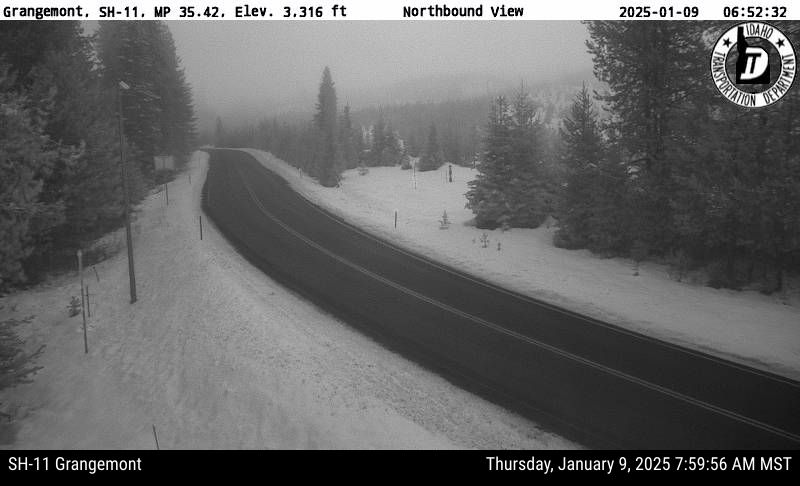 Grangemont, SH-11, MP 35.42, Elev. 3,316 ft Northbound View 2025-01-09 06:52:32
IDAHO
TRANSPORTATION DEPARTMENT
SH-11 Grangemont Thursday, January 9, 2025 7:59:56 AM MST